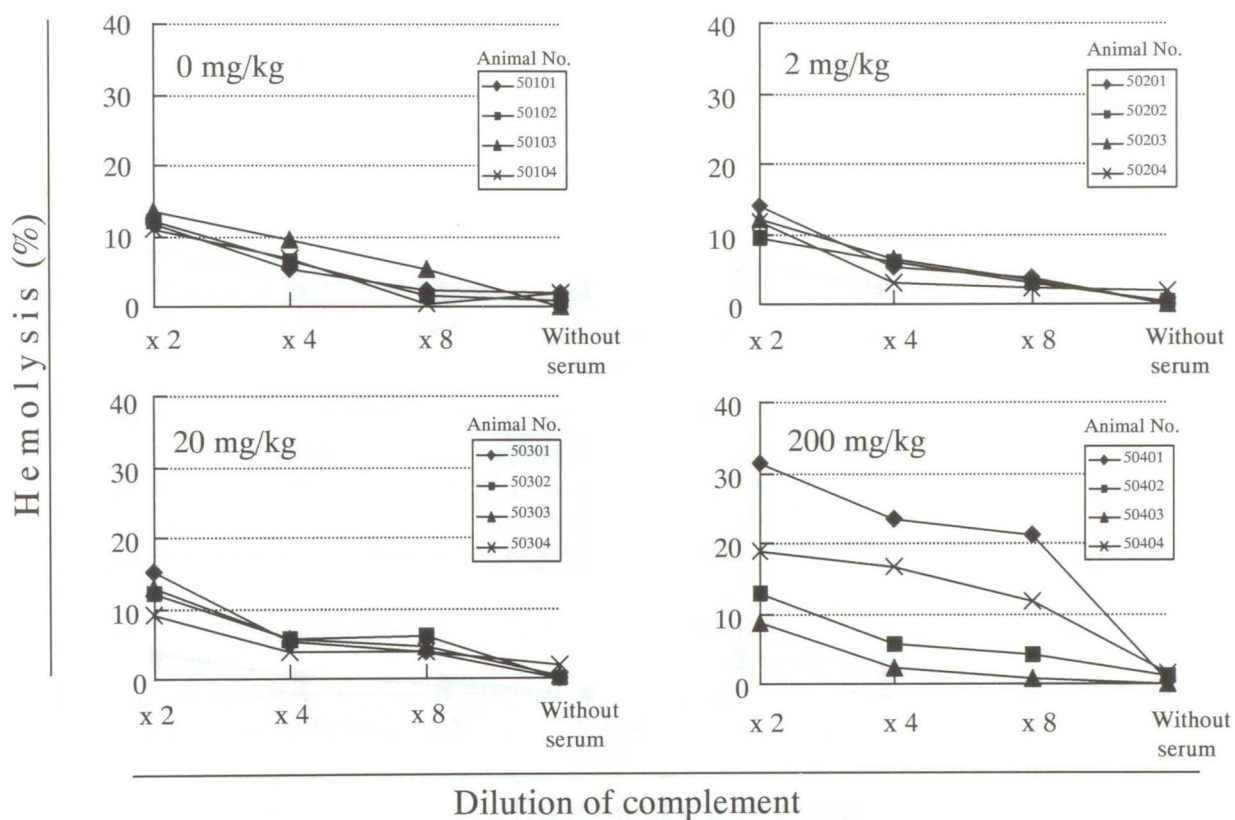 Hemolysis (%)
0 mg/kg
Animal No.
50101
50102
50103
50104
40
30
20
10
0
x 2
x 4
x 8
Without
serum
2 mg/kg
Animal No.
50201
50202
50203
50204
40
30
20
10
0
x 2
x 4
x 8
Without
serum
20 mg/kg
Animal No.
50301
50302
50303
50304
40
30
20
10
0
x 2
x 4
x 8
Without
serum
200 mg/kg
Animal No.
50401
50402
50403
50404
40
30
20
10
0
x 2
x 4
x 8
Without
serum
Dilution of complement